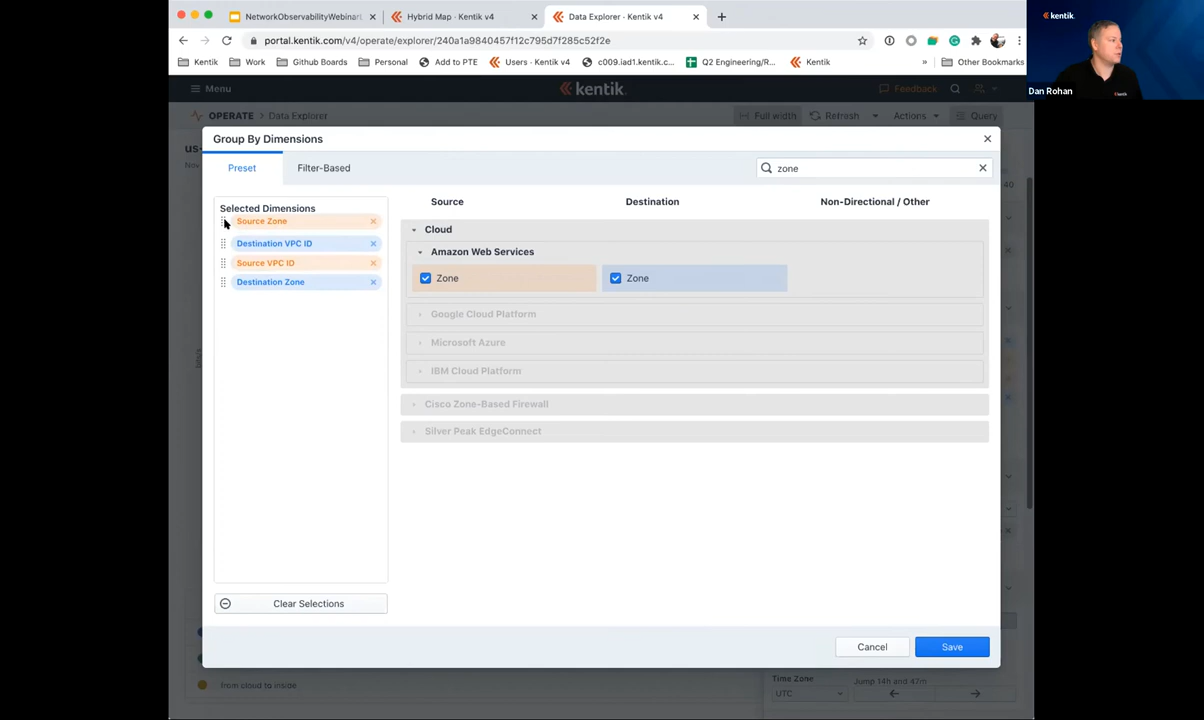 NetworkObservabilityWebinar
Hybrid Map · Kentik v4
Data Explorer · Kentik v4
portal.kentik.com/v4/operate/explorer/240a1a9840457f12c795d7f285c52f2e
Kentik
Work
Github Boards
Personal
Add to PTE
Users · Kentik v4
c009.iad1.kentik.c...
Q2 Engineering/R...
Kentik
»
Other Bookmarks
kentik
Dan Rohan
Menu
kentik
Feedback
OPERATE > Data Explorer
Full width
Refresh
Actions
Query
us-
Nov
40
Group By Dimensions
Preset
Filter-Based
zone
Selected Dimensions
Source Zone
Destination VPC ID
Source VPC ID
Destination Zone
Source
Destination
Non-Directional / Other
Cloud
Amazon Web Services
Zone
Zone
Google Cloud Platform
Microsoft Azure
IBM Cloud Platform
Cisco Zone-Based Firewall
Silver Peak EdgeConnect
Clear Selections
Cancel
Save
from cloud to inside
Time Zone
UTC
Jump 14h and 47m